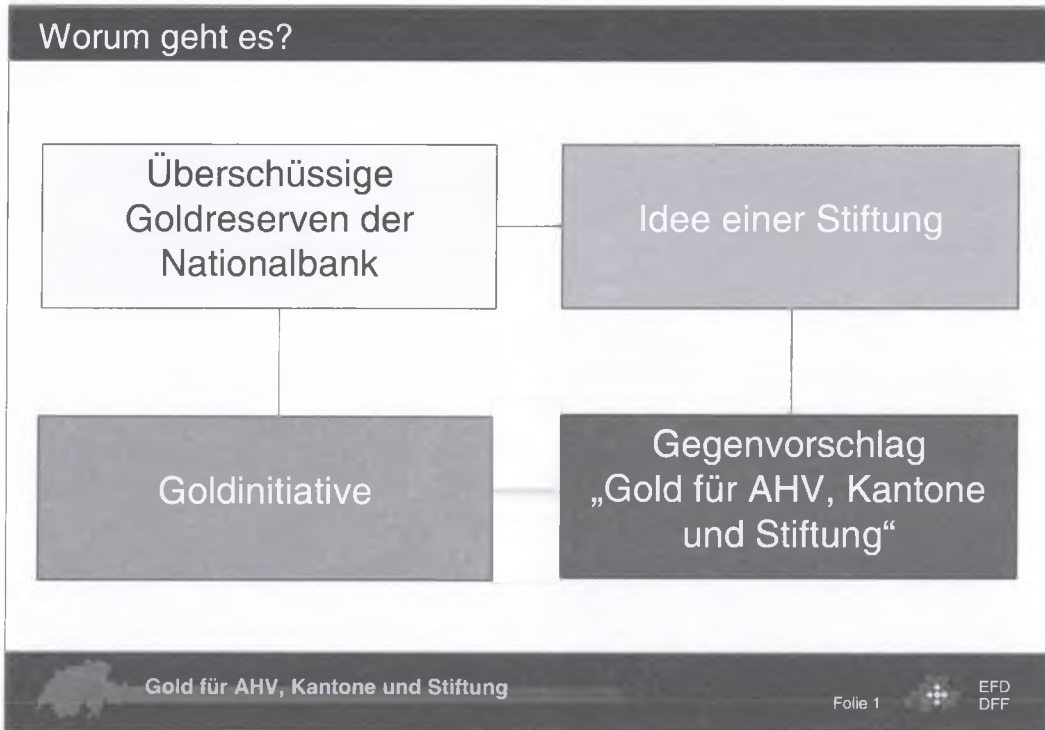 Worum geht es?
Überschüssige
Goldreserven der
Nationalbank
Idee einer Stiftung
Goldinitiative
Gegenvorschlag
„Gold für AHV, Kantone
und Stiftung“
Gold für AHV, Kantone und Stiftung
Folie 1
EFD
DFF